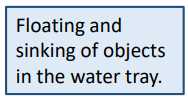 Floating and
sinking of objects
in the water tray.